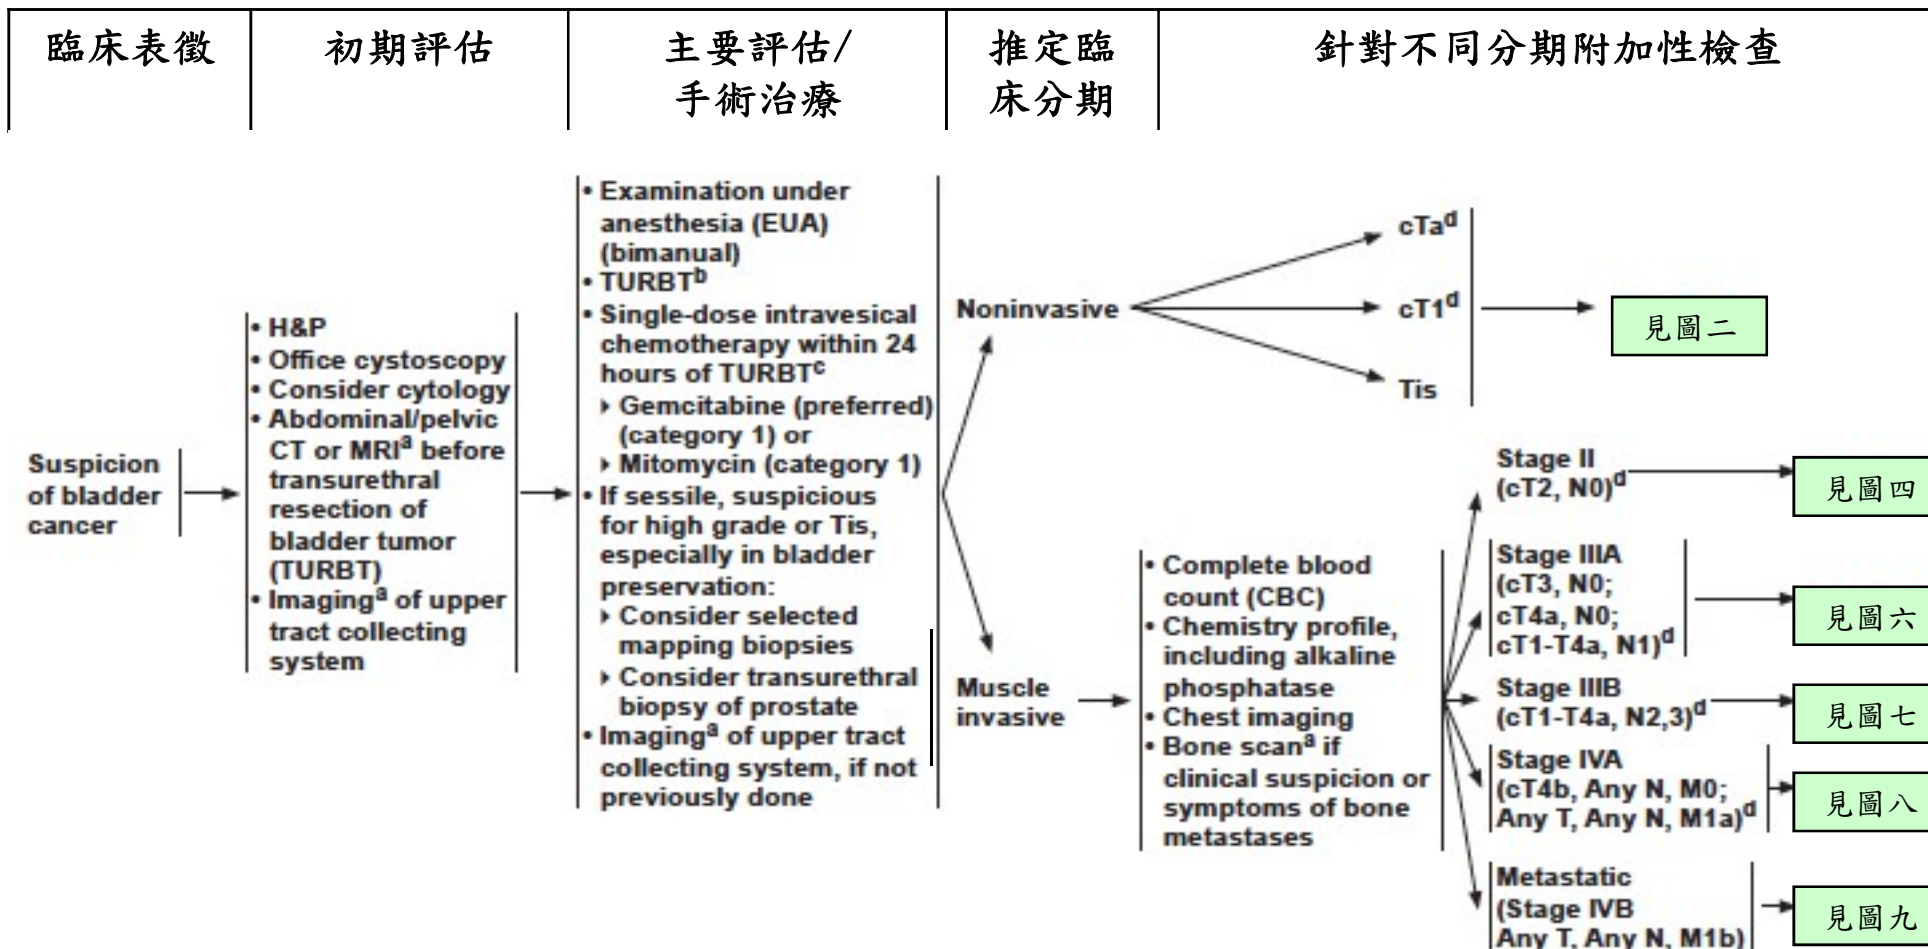 臨床表徵
初期評估
主要評估/
手術治療
推定臨
床分期
針對不同分期附加性檢查
Suspicion
of bladder
cancer
• H&P
• Office cystoscopy
• Consider cytology
• Abdominal/pelvic
CT or MRIa before
transurethral
resection of
bladder tumor
(TURBT)
• Imaginga of upper
tract collecting
system
• Examination under
anesthesia (EUA)
(bimanual)
• TURBTb
• Single-dose intravesical
chemotherapy within 24
hours of TURBTc
‣ Gemcitabine (preferred)
(category 1) or
‣ Mitomycin (category 1)
• If sessile, suspicious
for high grade or Tis,
especially in bladder
preservation:
‣ Consider selected
mapping biopsies
‣ Consider transurethral
biopsy of prostate
• Imaginga of upper tract
collecting system, if not
previously done
Noninvasive
cTad
cT1d
Tis
見圖二
Muscle
invasive
• Complete blood
count (CBC)
• Chemistry profile,
including alkaline
phosphatase
• Chest imaging
• Bone scana if
clinical suspicion or
symptoms of bone
metastases
Stage II
(cT2, N0)d
見圖四
Stage IIIA
(cT3, N0;
cT4a, N0;
cT1-T4a, N1)d
見圖六
Stage IIIB
(cT1-T4a, N2,3)d
見圖七
Stage IVA
(cT4b, Any N, M0;
Any T, Any N, M1a)d
見圖八
Metastatic
(Stage IVB
Any T, Any N, M1b)
見圖九